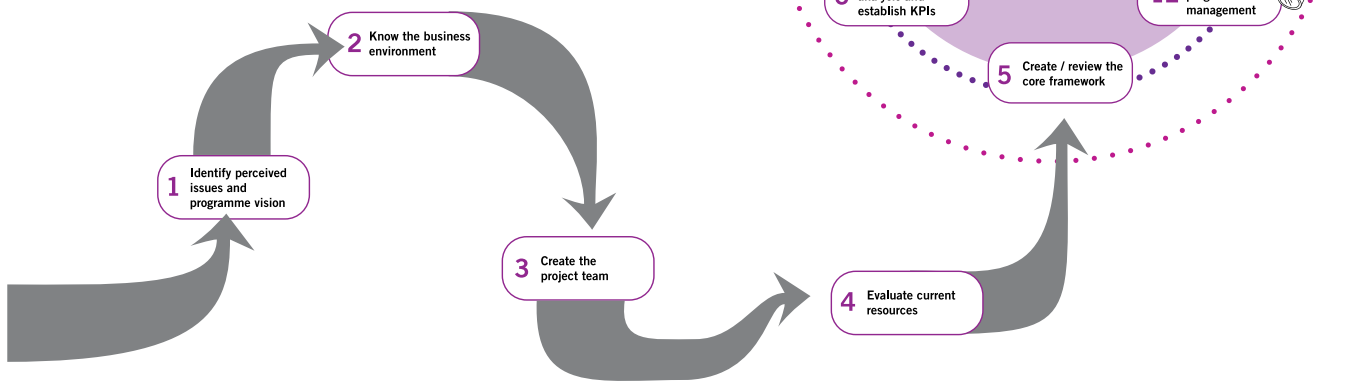 1
Identify perceived
issues and
programme vision
2
Know the business
environment
3
Create the
project team
4
Evaluate current
resources
5
Create / review the
core framework
establish KPIs
management